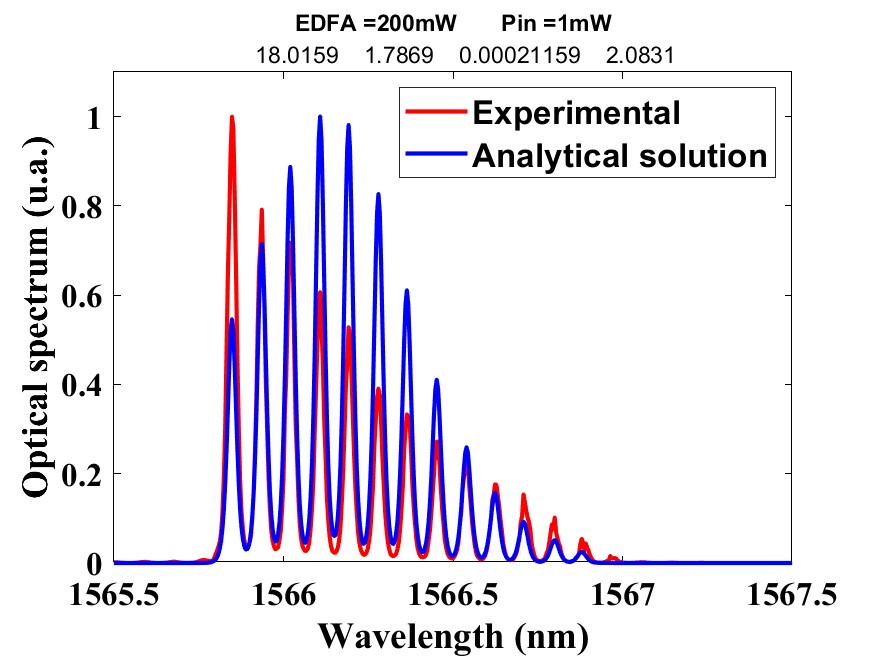 EDFA =200mW Pin =1mW
18.0159 1.7869 0.00021159 2.0831
Experimental
Analytical solution
1
0.8
0.6
0.4
0.2
0
Optical spectrum (u.a.)
1565.5 1566 1566.5 1567 1567.5
Wavelength (nm)